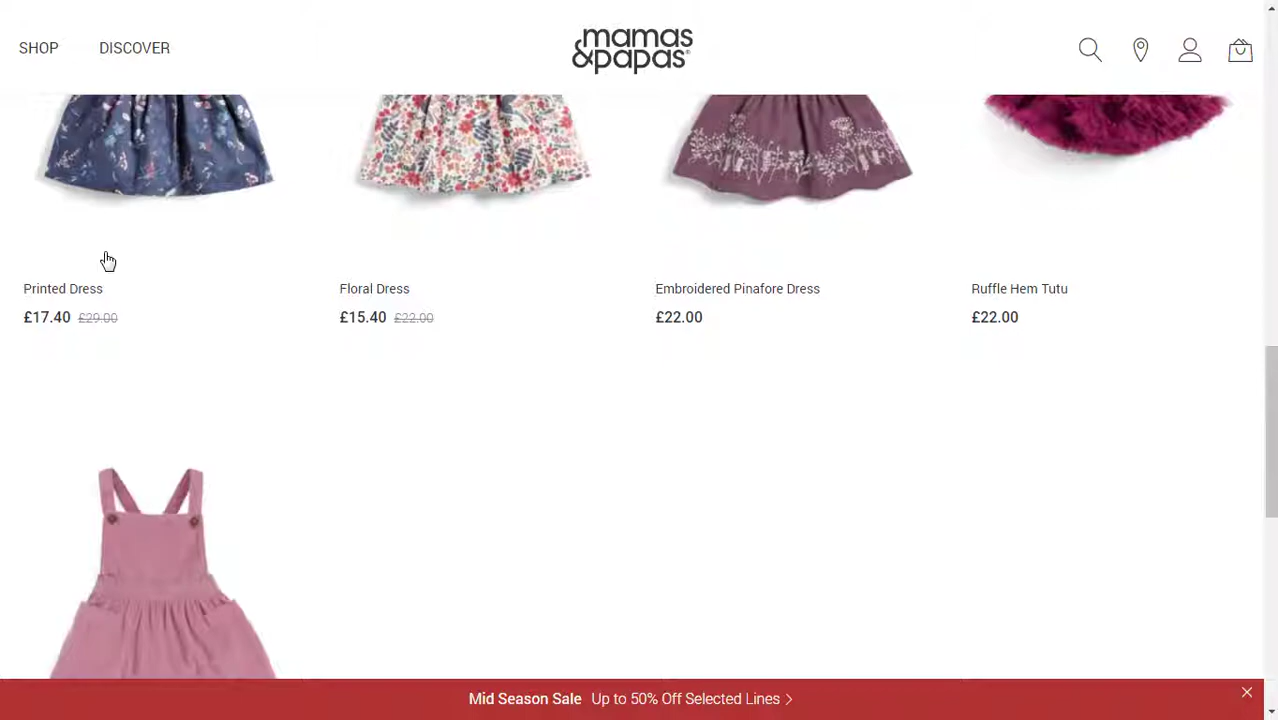 SHOP DISCOVER mamas
&papas
Printed Dress Floral Dress Embroidered Pinafore Dress Ruffle Hem Tutu
£17.40 £29.00 £15.40 £22.00 £22.00 £22.00
Mid Season Sale Up to 50% Off Selected Lines >